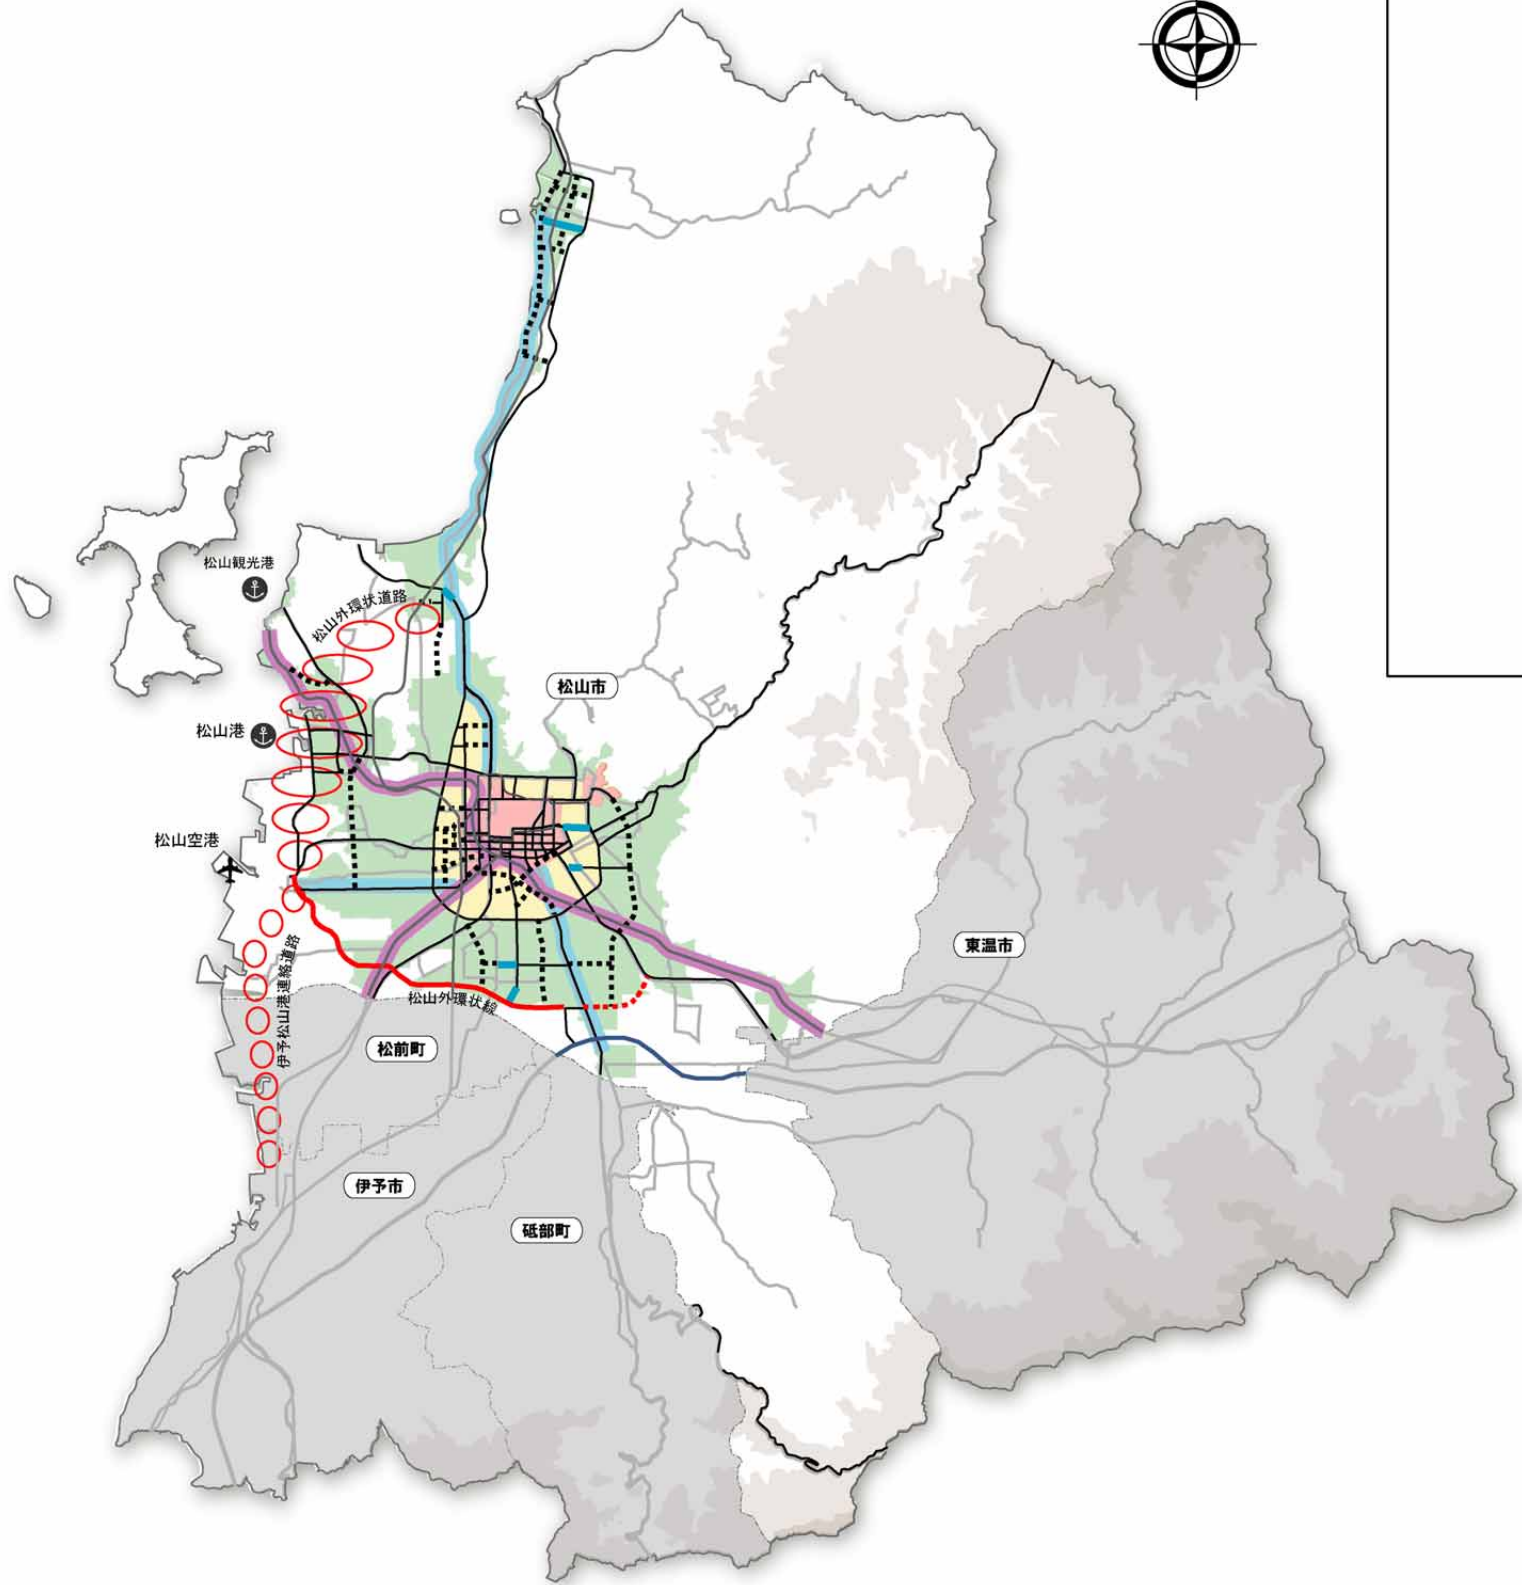 松山観光港
松山外環状道路
松山市
松山港
松山空港
東温市
伊予松山港連絡道路
松山外環状線
松前町
伊予市
砥部町